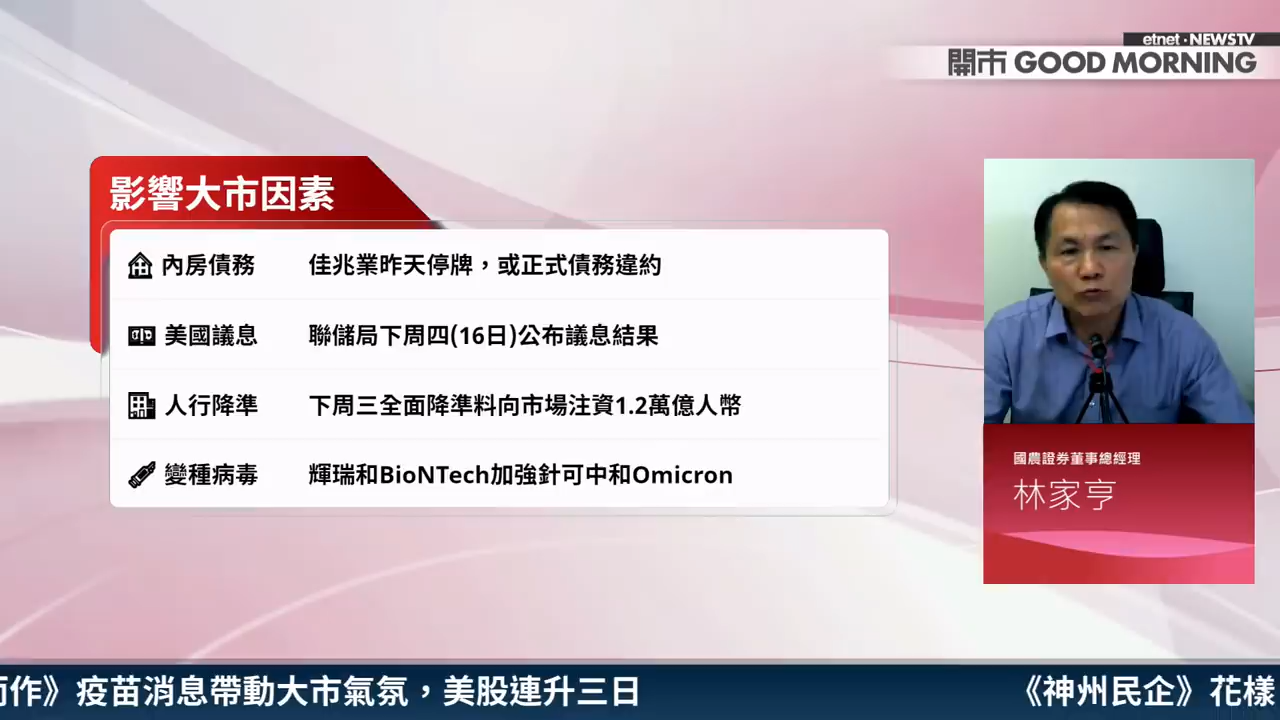 etnet·NEWSTV
開市 GOOD MORNING
影響大市因素
內房債務 佳兆業昨天停牌，或正式債務違約
美國議息 聯儲局下周四(16日)公布議息結果
人行降準 下周三全面降準料向市場注資1.2萬億人幣
變種病毒 輝瑞和BioNTech加強針可中和Omicron
國農證券董事總經理
林家亨
而作》疫苗消息帶動大市氣氛，美股連升三日 《神州民企》花樣